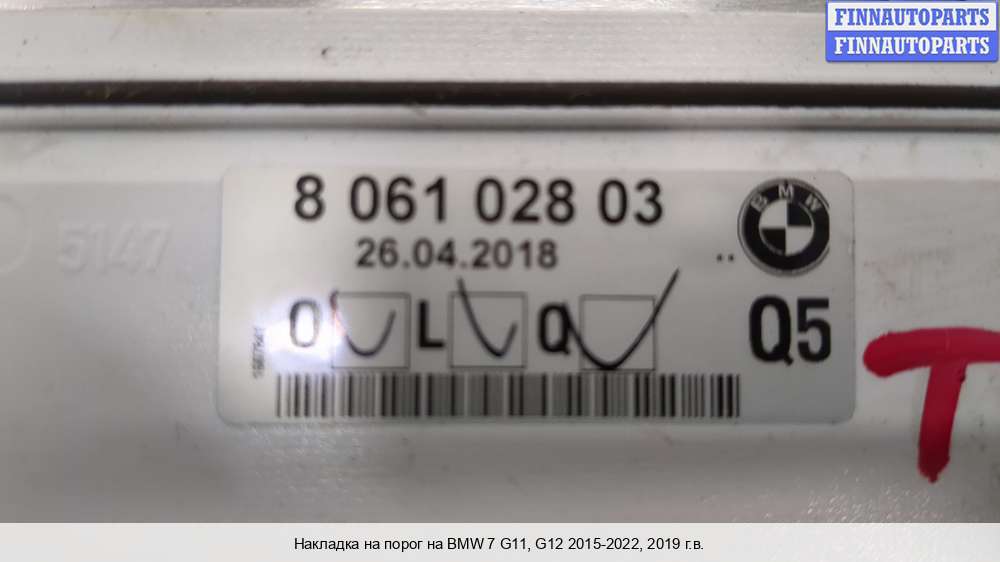 FINNAUTOPARTS
FINNAUTOPARTS
8 061 028 03
BMW
26.04.2018
5147
O L Q Q5
T
Накладка на порог на BMW 7 G11, G12 2015-2022, 2019 г.в.